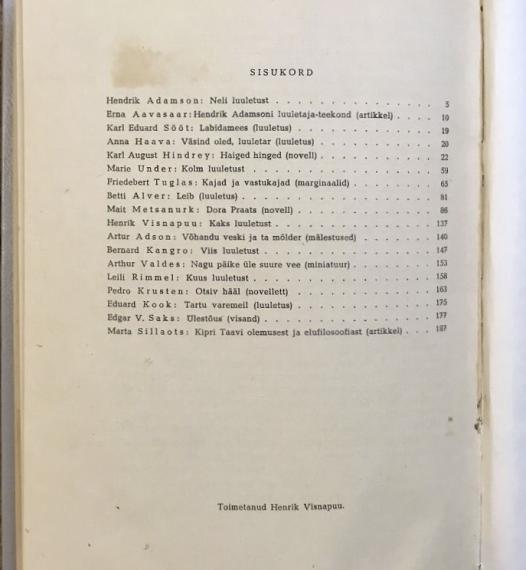 SISUKORD
Hendrik Adamson: Neli luuletust . . . . . . . . . . . . . . 5
Erna Aavasaar: Hendrik Adamsoni luuletaja-teekond (artikkel) . . . . 10
Karl Eduard Sööt: Labidamees (luuletus) . . . . . . . . . . . . 19
Anna Haava: Väsind oled, luuletar (luuletus) . . . . . . . . . . 20
Karl August Hindrey: Haiged hinged (novell) . . . . . . . . . . 22
Marie Under: Kolm luuletust . . . . . . . . . . . . . . . . 59
Friedebert Tuglas: Kajad ja vastukajad (marginaalid) . . . . . . . 65
Betti Alver: Leib (luuletus) . . . . . . . . . . . . . . . . 81
Mait Metsanurk: Dora Praats (novell) . . . . . . . . . . . . 86
Henrik Visnapuu: Kaks luuletust . . . . . . . . . . . . . . 137
Artur Adson: Võhandu veski ja ta mölder (mälestused) . . . . . . 140
Bernard Kangro: Viis luuletust . . . . . . . . . . . . . . . 147
Arthur Valdes: Nagu päike üle suure vee (miniatuur) . . . . . . . 153
Leili Rimmel: Kuus luuletust . . . . . . . . . . . . . . . 158
Pedro Krusten: Otsiv hääl (novellett) . . . . . . . . . . . . 163
Eduard Kook: Tartu varemeil (luuletus) . . . . . . . . . . . . 175
Edgar V. Saks: Ülestõus (visand) . . . . . . . . . . . . . . 177
Marta Sillaots: Kipri Taavi olemusest ja elufilosoofiast (artikkel) . . . 187
Toimetanud Henrik Visnapuu.